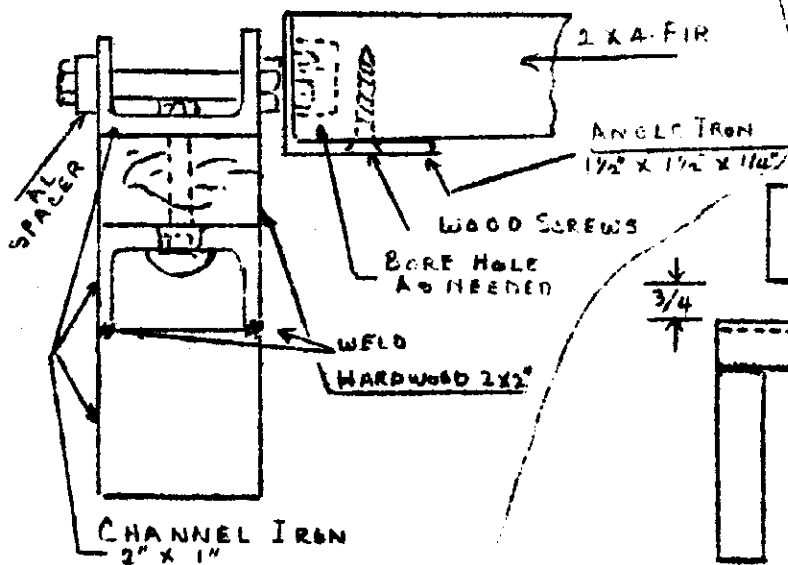 2 X 4 FIR
ANGLE IRON
1½" X 1½" X ¼"
AL
SPACER
WOOD SCREWS
BORE HOLE
AS NEEDED
3/4
WELD
HARDWOOD 2X2"
CHANNEL IRON
2" X 1"